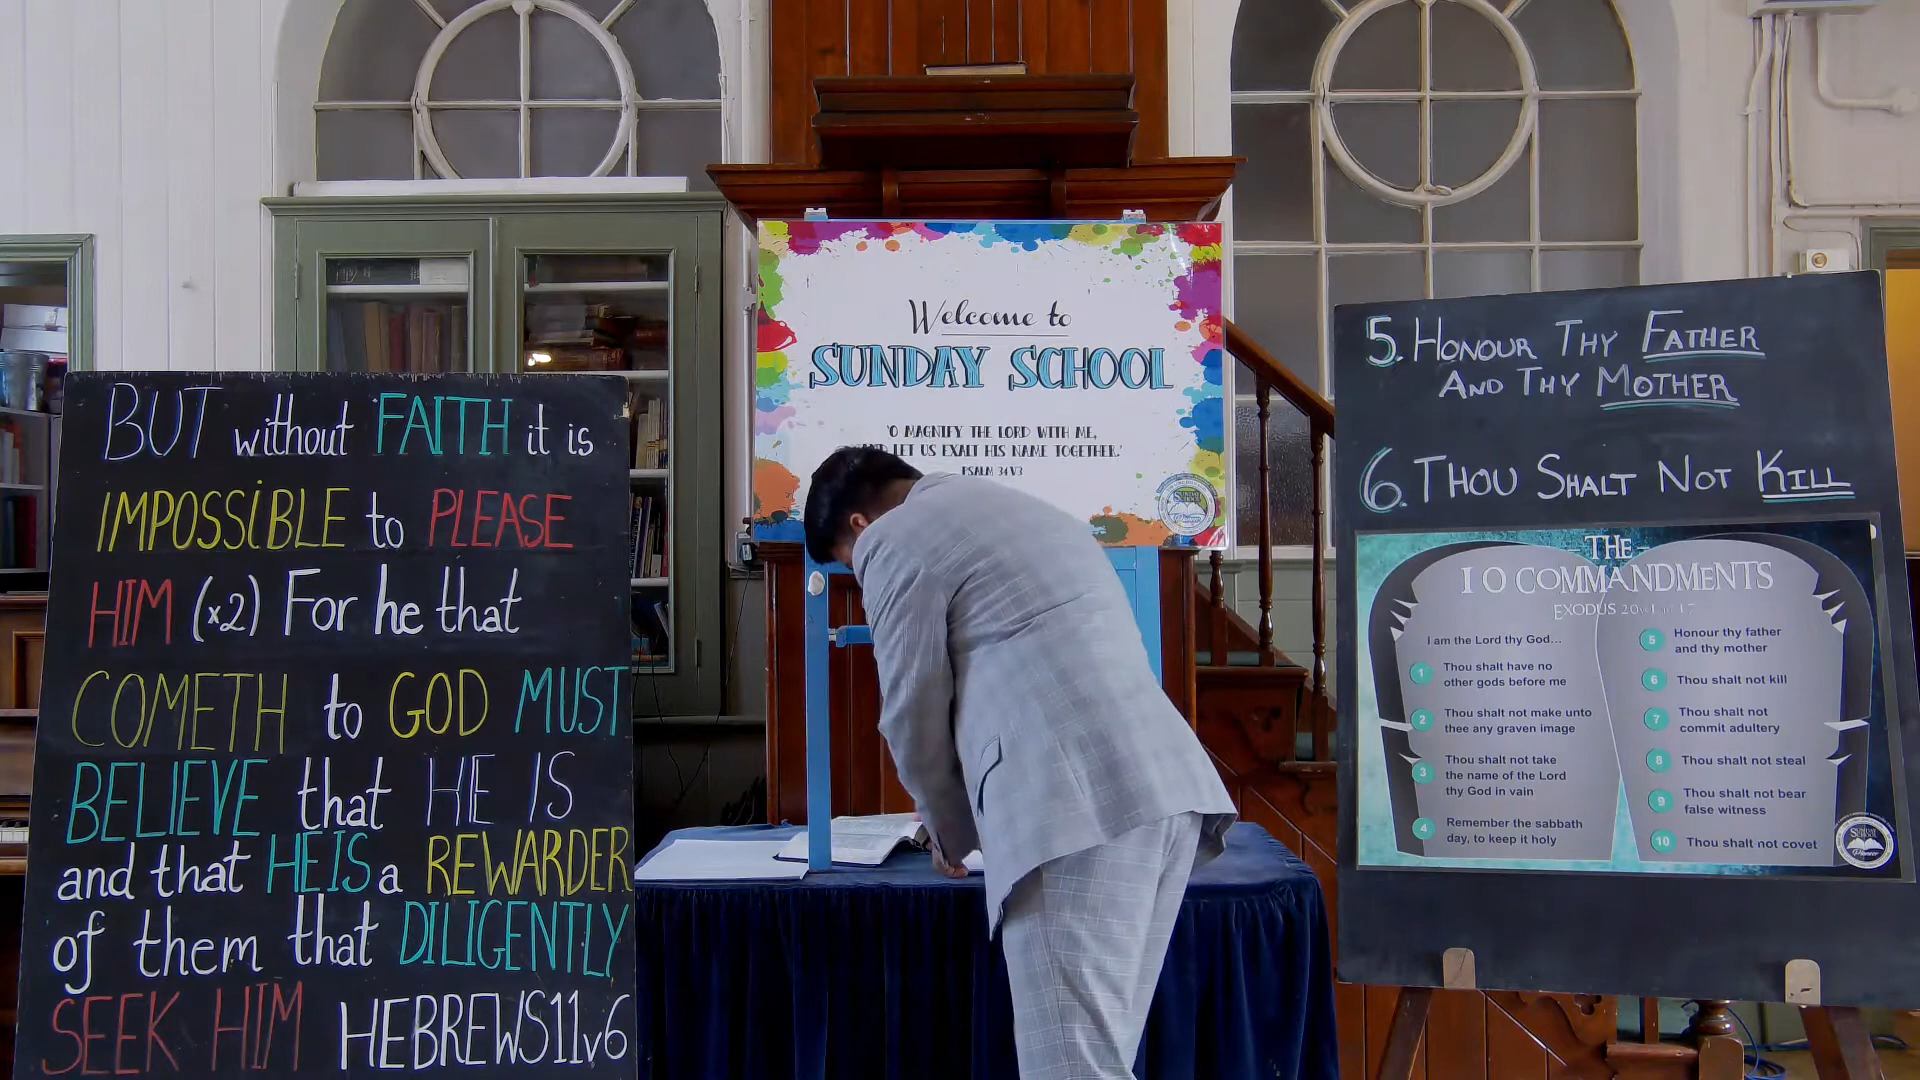 BUT without FAITH it is
IMPOSSiBLE to PLEASE
HIM (x2) For he that
COMETH to GOD MUST
BELIEVE that HE IS
and that HE IS a REWARDER
of them that DILIGENTLY
SEEK HIM HEBREWS 11v6
Welcome to
SUNDAY SCHOOL
'O MAGNIFY THE LORD WITH ME,
AND LET US EXALT HIS NAME TOGETHER.'
PSALM 34 V3
5. HONOUR THY FATHER
AND THY MOTHER
6. THOU SHALT NOT KILL
THE
10 COMMANDMENTS
EXODUS 20
I am the Lord thy God...
1 Thou shalt have no
other gods before me
2 Thou shalt not make unto
thee any graven image
3 Thou shalt not take
the name of the Lord
thy God in vain
4 Remember the sabbath
day, to keep it holy
5 Honour thy father
and thy mother
6 Thou shalt not kill
7 Thou shalt not
commit adultery
8 Thou shalt not steal
9 Thou shalt not bear
false witness
10 Thou shalt not covet
SUNDAY
SCHOOL
Pioneer